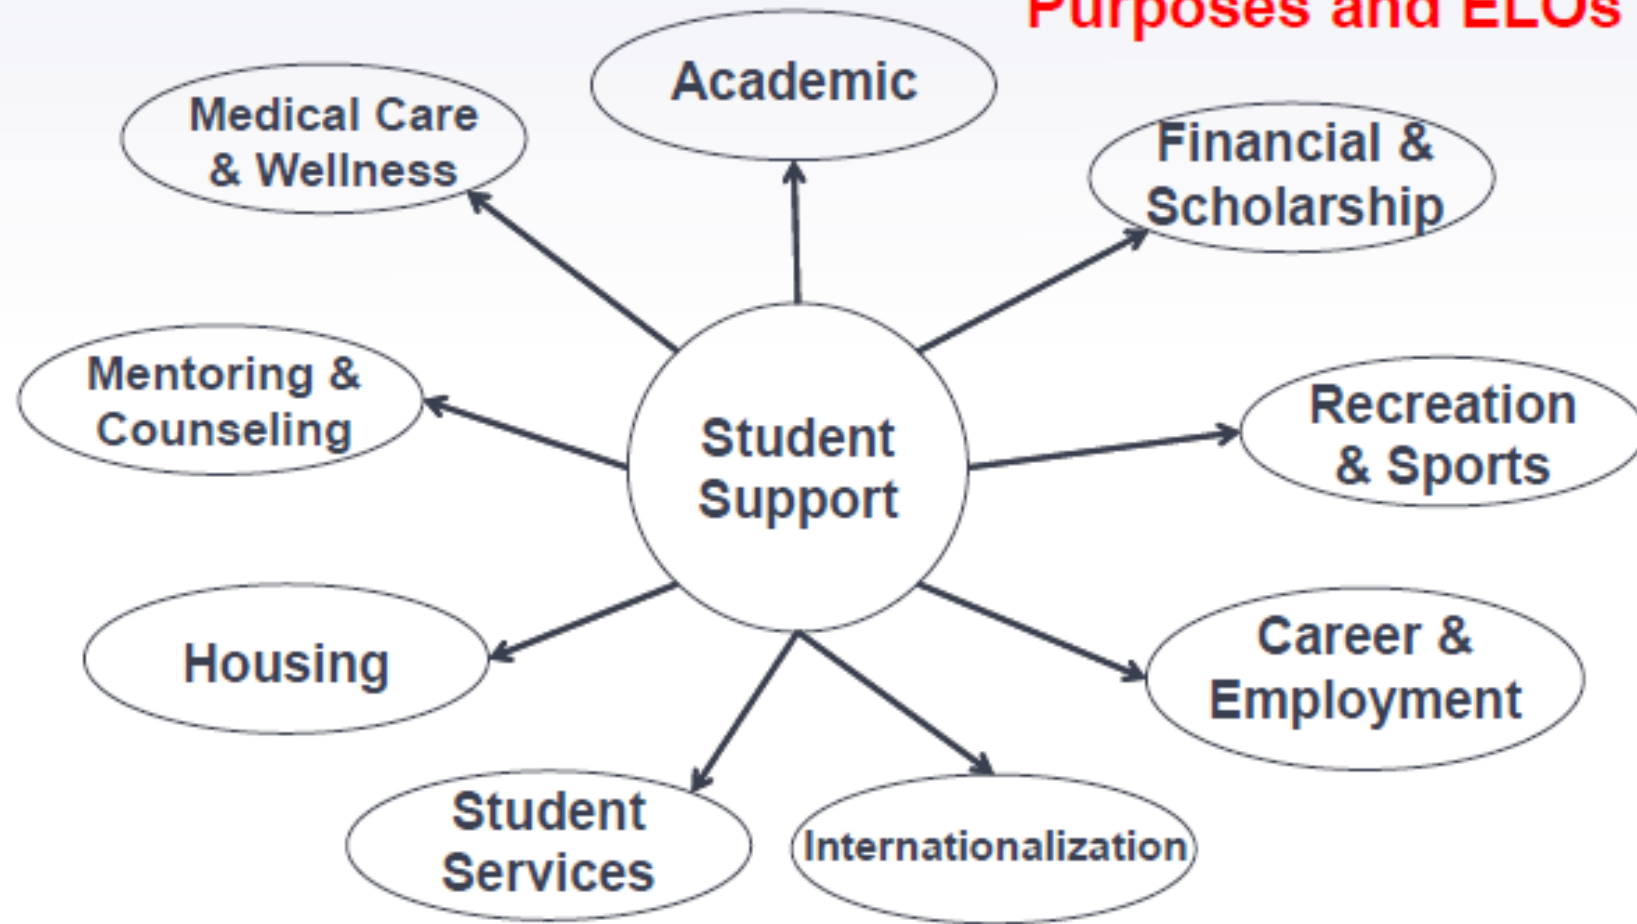 Purposes and ELOs
Academic
Medical Care
& Wellness
Financial &
Scholarship
Mentoring &
Counseling
Student
Support
Recreation
& Sports
Housing
Career &
Employment
Student
Services
Internationalization